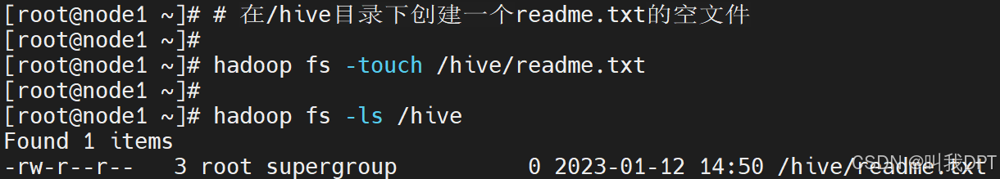 [root@node1 ~]# # 在/hive目录下创建一个readme.txt的空文件
[root@node1 ~]#
[root@node1 ~]# hadoop fs -touch /hive/readme.txt
[root@node1 ~]#
[root@node1 ~]# hadoop fs -ls /hive
Found 1 items
-rw-r--r--   3 root supergroup          0 2023-01-12 14:50 /hive/readme.txt
CSDN @叫我DPT